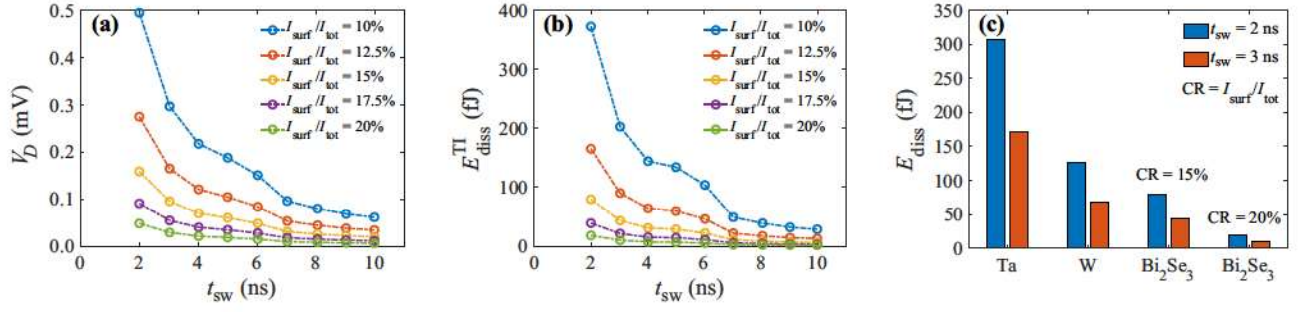 (a)
V_D (mV)
0.5
0.4
0.3
0.2
0.1
0.0
0
2
4
6
8
10
t_sw (ns)
I_surf/I_tot = 10%
I_surf/I_tot = 12.5%
I_surf/I_tot = 15%
I_surf/I_tot = 17.5%
I_surf/I_tot = 20%
(b)
E_diss^TI (fJ)
400
300
200
100
0
0
2
4
6
8
10
t_sw (ns)
I_surf/I_tot = 10%
I_surf/I_tot = 12.5%
I_surf/I_tot = 15%
I_surf/I_tot = 17.5%
I_surf/I_tot = 20%
(c)
E_diss (fJ)
350
300
250
200
150
100
50
0
t_sw = 2 ns
t_sw = 3 ns
CR = I_surf/I_tot
CR = 15%
CR = 20%
Ta
W
Bi₂Se₃
Bi₂Se₃